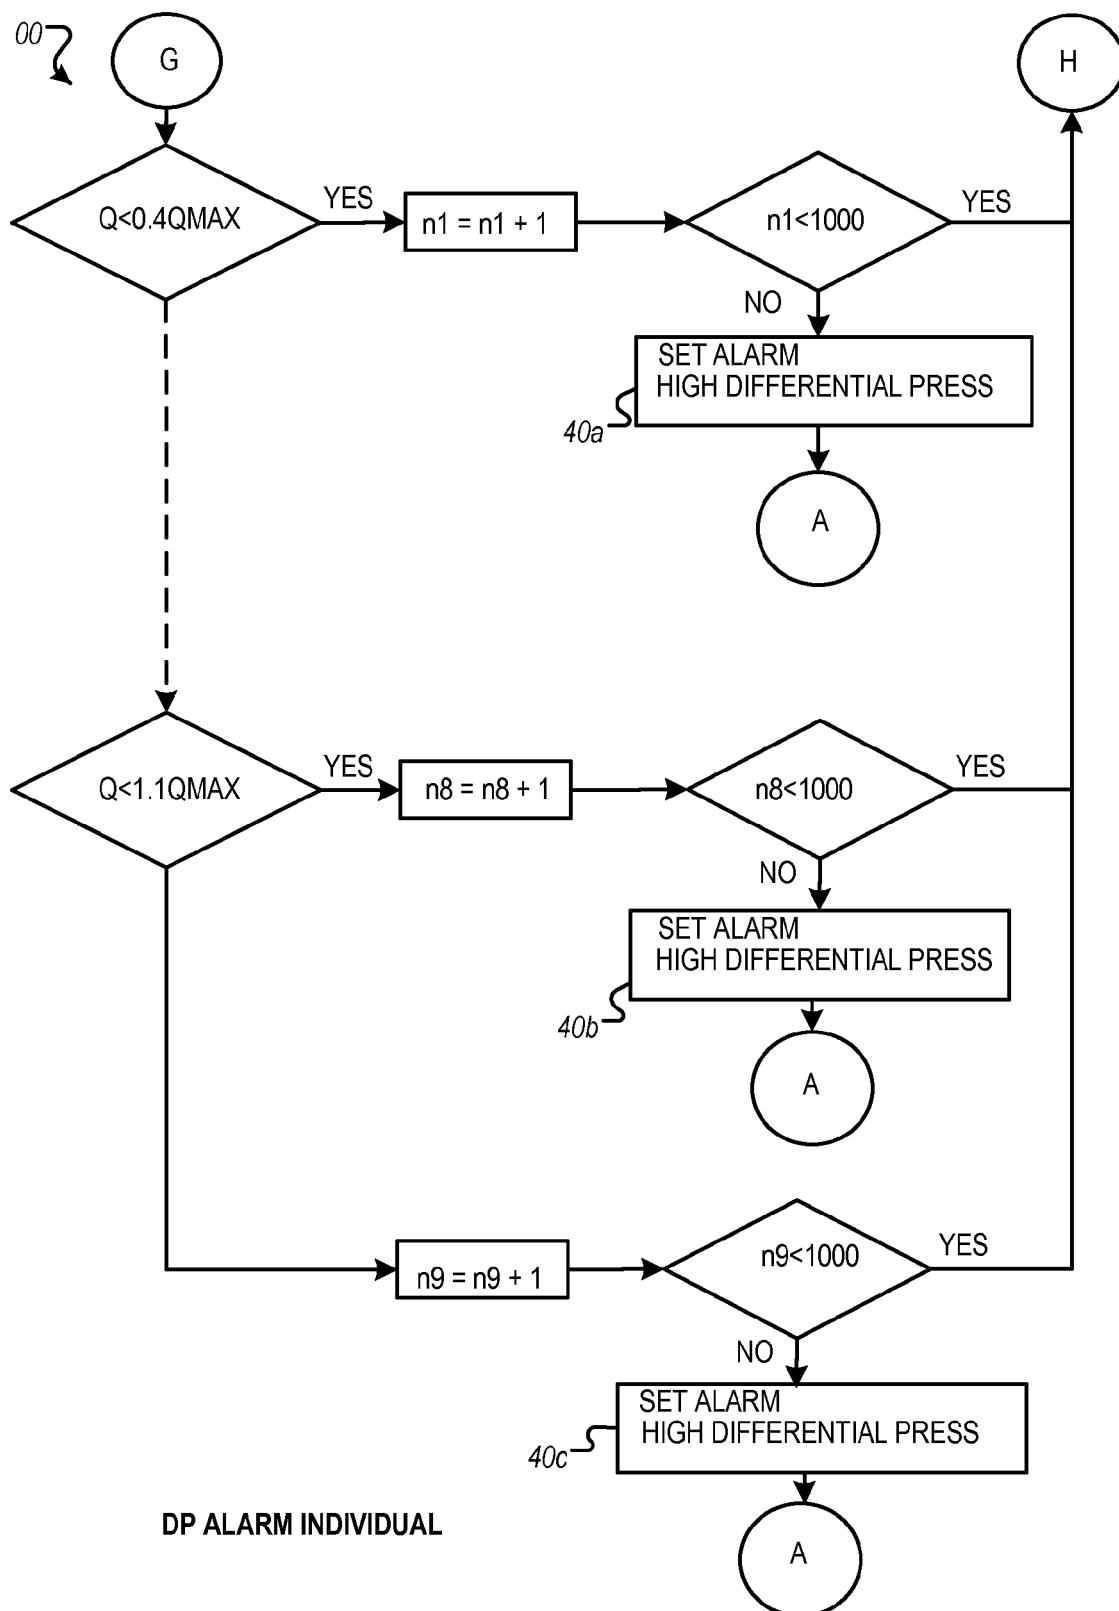 00
G
H
Q<0.4QMAX
YES
n1 = n1 + 1
n1<1000
YES
NO
SET ALARM
HIGH DIFFERENTIAL PRESS
40a
A
Q<1.1QMAX
YES
n8 = n8 + 1
n8<1000
YES
NO
SET ALARM
HIGH DIFFERENTIAL PRESS
40b
A
n9 = n9 + 1
n9<1000
YES
NO
SET ALARM
HIGH DIFFERENTIAL PRESS
40c
A
DP ALARM INDIVIDUAL